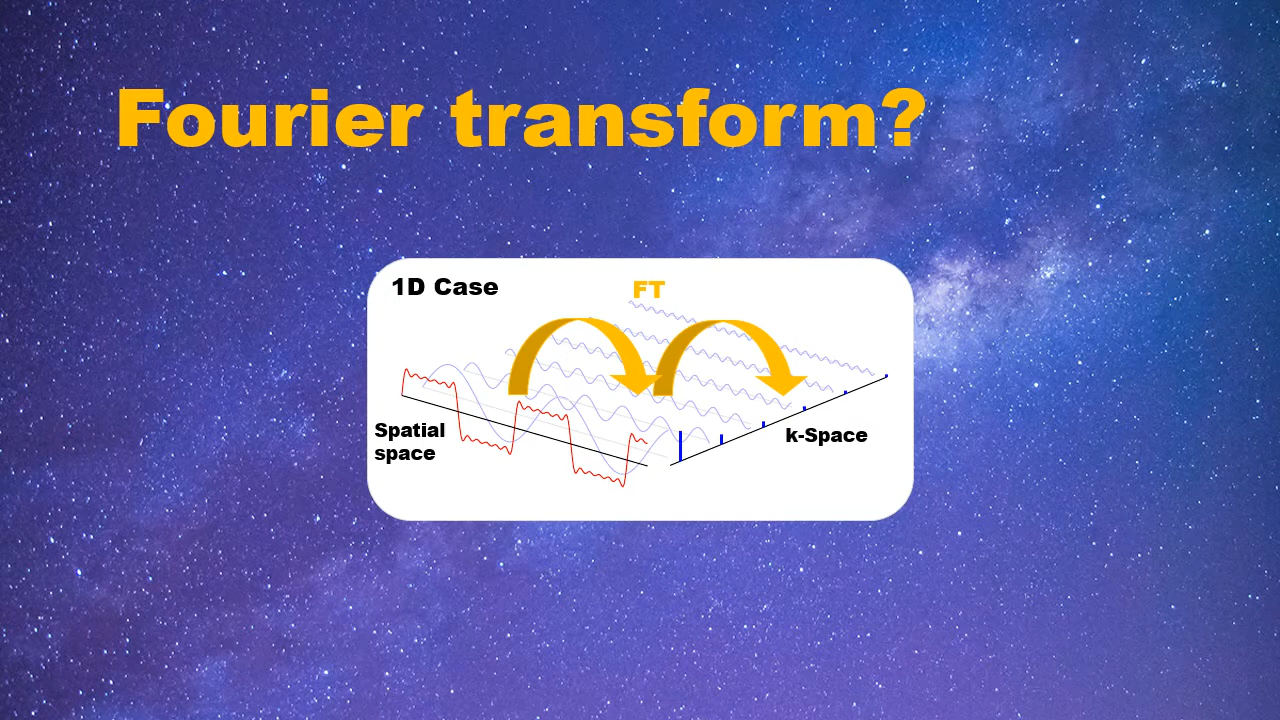 Fourier transform?
1D Case
FT
Spatial
space
k-Space